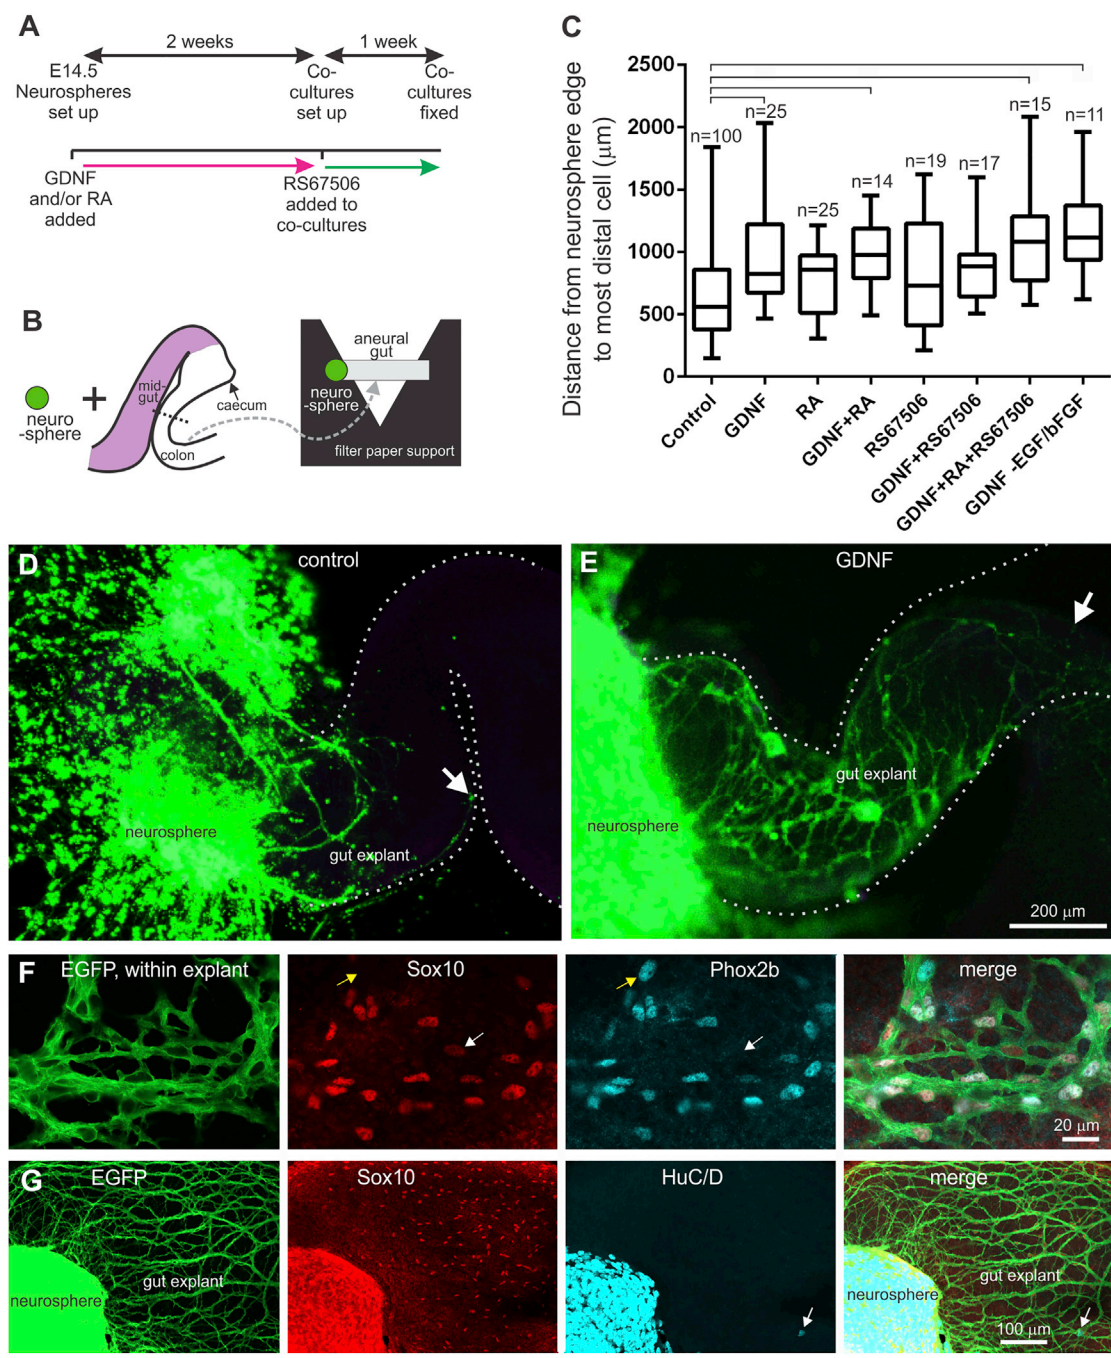 A
2 weeks
1 week
E14.5
Neurospheres
set up
Co-
cultures
set up
Co-
cultures
fixed
GDNF
and/or RA
added
RS67506
added to
co-cultures
B
neuro
-sphere
+
mid-
gut
caecum
colon
aneural
gut
neuro
-sphere
filter paper support
C
Distance from neurosphere edge
to most distal cell (μm)
2500
2000
1500
1000
500
0
n=100
n=25
n=25
n=14
n=19
n=17
n=15
n=11
Control
GDNF
RA
GDNF+RA
RS67506
GDNF+RS67506
GDNF+RA+RS67506
GDNF -EGF/bFGF
D
control
neurosphere
gut explant
E
GDNF
gut explant
neurosphere
200 μm
F
EGFP, within explant
Sox10
Phox2b
merge
20 μm
G
EGFP
Sox10
HuC/D
merge
gut explant
neurosphere
gut explant
neurosphere
100 μm